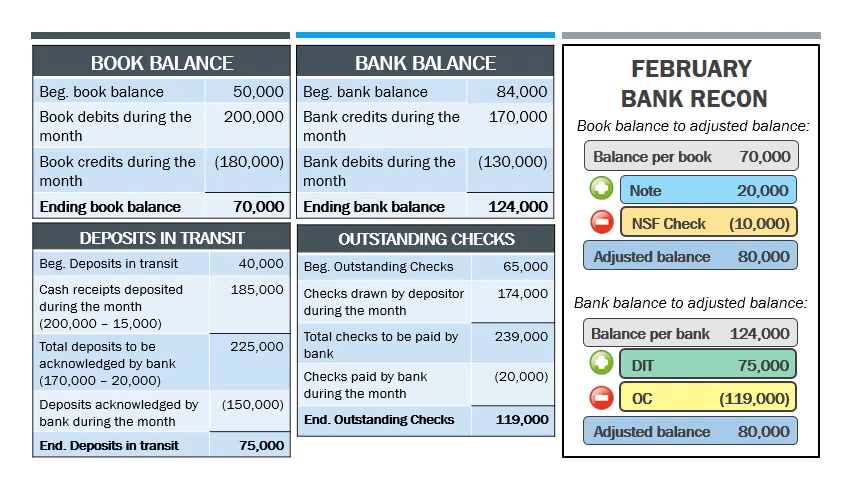 BOOK BALANCE
Beg. book balance 50,000
Book debits during the 200,000
month
Book credits during the (180,000)
month
Ending book balance 70,000
BANK BALANCE
Beg. bank balance 84,000
Bank credits during the 170,000
month
Bank debits during the (130,000)
month
Ending bank balance 124,000
DEPOSITS IN TRANSIT
Beg. Deposits in transit 40,000
Cash receipts deposited 185,000
during the month
(200,000 – 15,000)
Total deposits to be 225,000
acknowledged by bank
(170,000 – 20,000)
Deposits acknowledged by (150,000)
bank during the month
End. Deposits in transit 75,000
OUTSTANDING CHECKS
Beg. Outstanding Checks 65,000
Checks drawn by depositor 174,000
during the month
Total checks to be paid by 239,000
bank
Checks paid by bank (20,000)
during the month
End. Outstanding Checks 119,000
FEBRUARY
BANK RECON
Book balance to adjusted balance:
Balance per book 70,000
Note 20,000
NSF Check (10,000)
Adjusted balance 80,000
Bank balance to adjusted balance:
Balance per bank 124,000
DIT 75,000
OC (119,000)
Adjusted balance 80,000